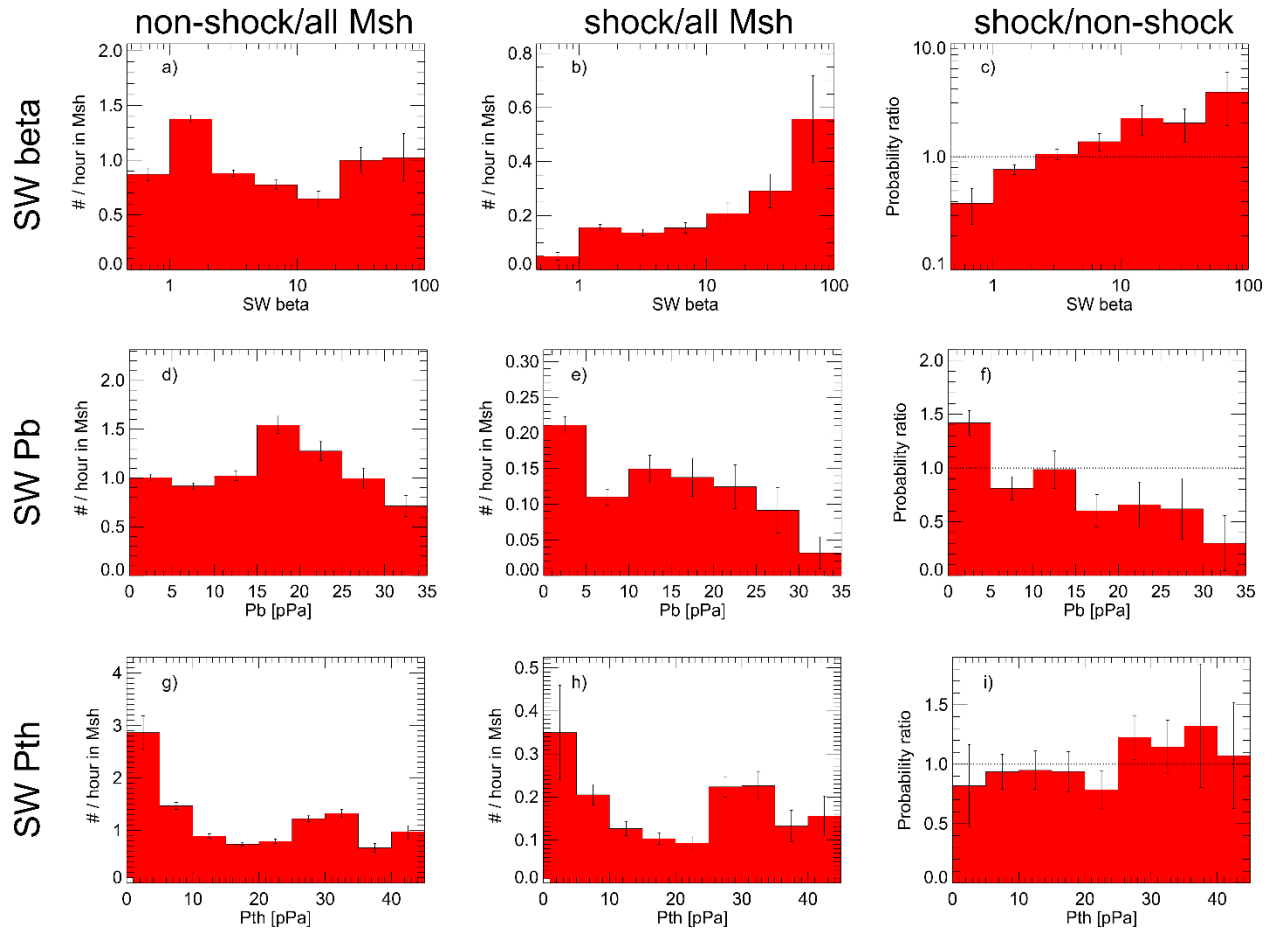 non-shock/all Msh
shock/all Msh
shock/non-shock
SW beta
a)
# / hour in Msh
2.0
1.5
1.0
0.5
0.0
1
10
100
SW beta
b)
# / hour in Msh
0.8
0.6
0.4
0.2
0.0
1
10
100
SW beta
c)
Probability ratio
10.0
1.0
0.1
1
10
100
SW beta
SW Pb
d)
# / hour in Msh
2.0
1.5
1.0
0.5
0.0
0
5
10
15
20
25
30
35
Pb [pPa]
e)
# / hour in Msh
0.30
0.25
0.20
0.15
0.10
0.05
0.00
0
5
10
15
20
25
30
35
Pb [pPa]
f)
Probability ratio
2.0
1.5
1.0
0.5
0.0
0
5
10
15
20
25
30
35
Pb [pPa]
SW Pth
g)
# / hour in Msh
4
3
2
1
0
0
10
20
30
40
Pth [pPa]
h)
# / hour in Msh
0.5
0.4
0.3
0.2
0.1
0
10
20
30
40
Pth [pPa]
i)
Probability ratio
1.5
1.0
0.5
0.0
0
10
20
30
40
Pth [pPa]